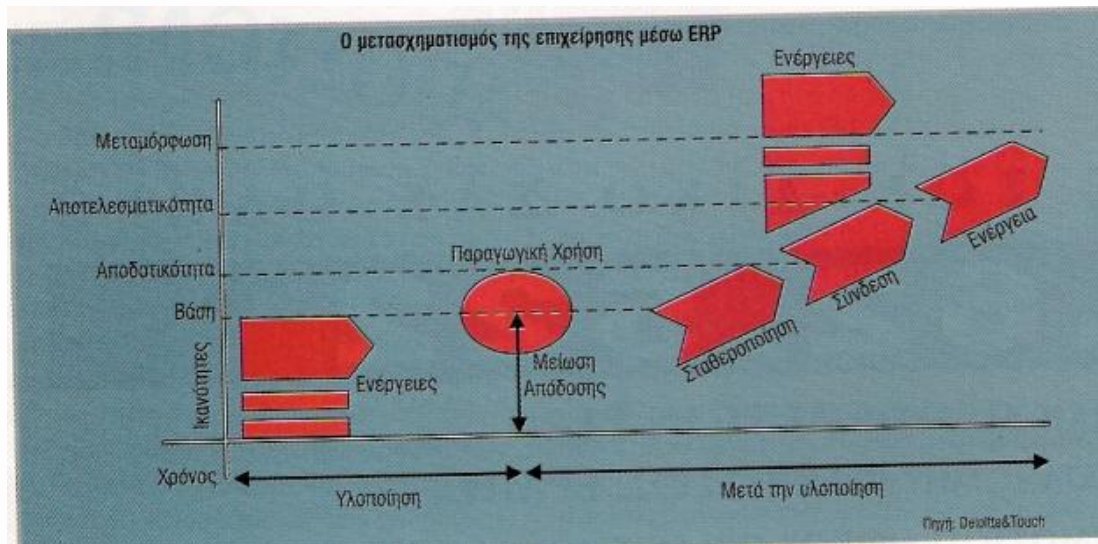 Ο μετασχηματισμός της επιχείρησης μέσω ERP
Ενέργειες
Μεταμόρφωση
Αποτελεσματικότητα
Αποδοτικότητα
Βάση
Ικανότητες
Παραγωγική Χρήση
Ενέργειες
Μείωση
Απόδοσης
Σταθεροποίηση
Σύνδεση
Ενέργεια
Χρόνος
Υλοποίηση
Μετά την υλοποίηση
Πηγή: Deloitte&Touch